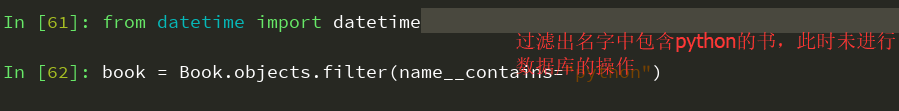 In [61]: from datetime import datetime
过滤出名字中包含python的书，此时未进行
数据库的操作
In [62]: book = Book.objects.filter(name__contains="python")